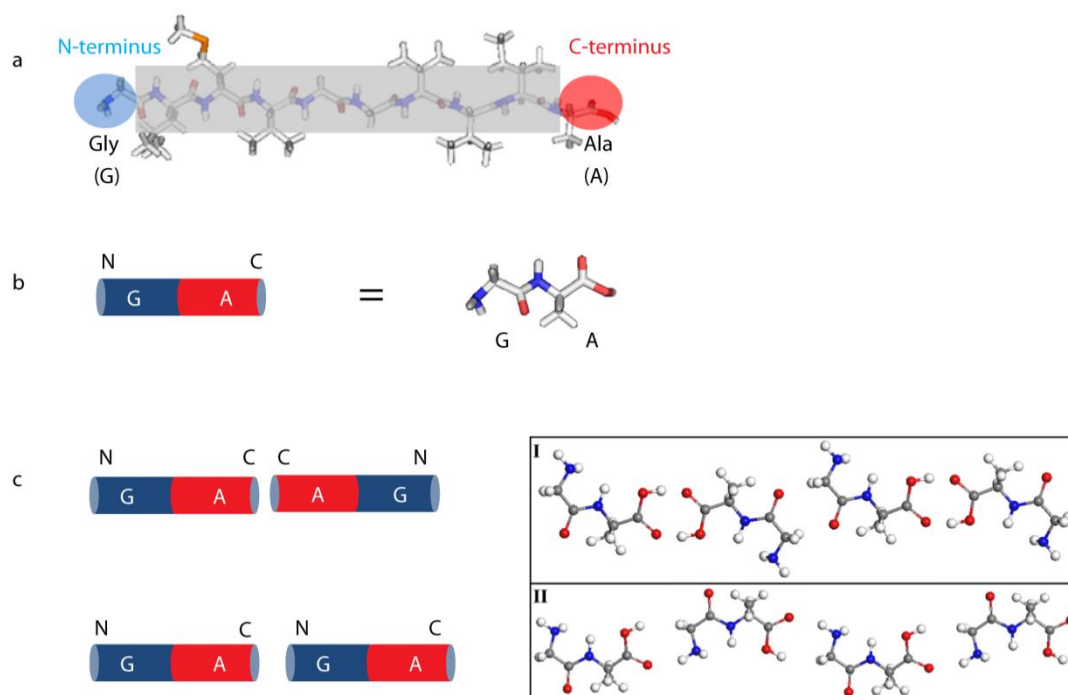 N-terminus
C-terminus
a
Gly
(G)
Ala
(A)
N C
b
G A
=
G A
c
N C C N
G A A G
I
N C N C
G A G A
II